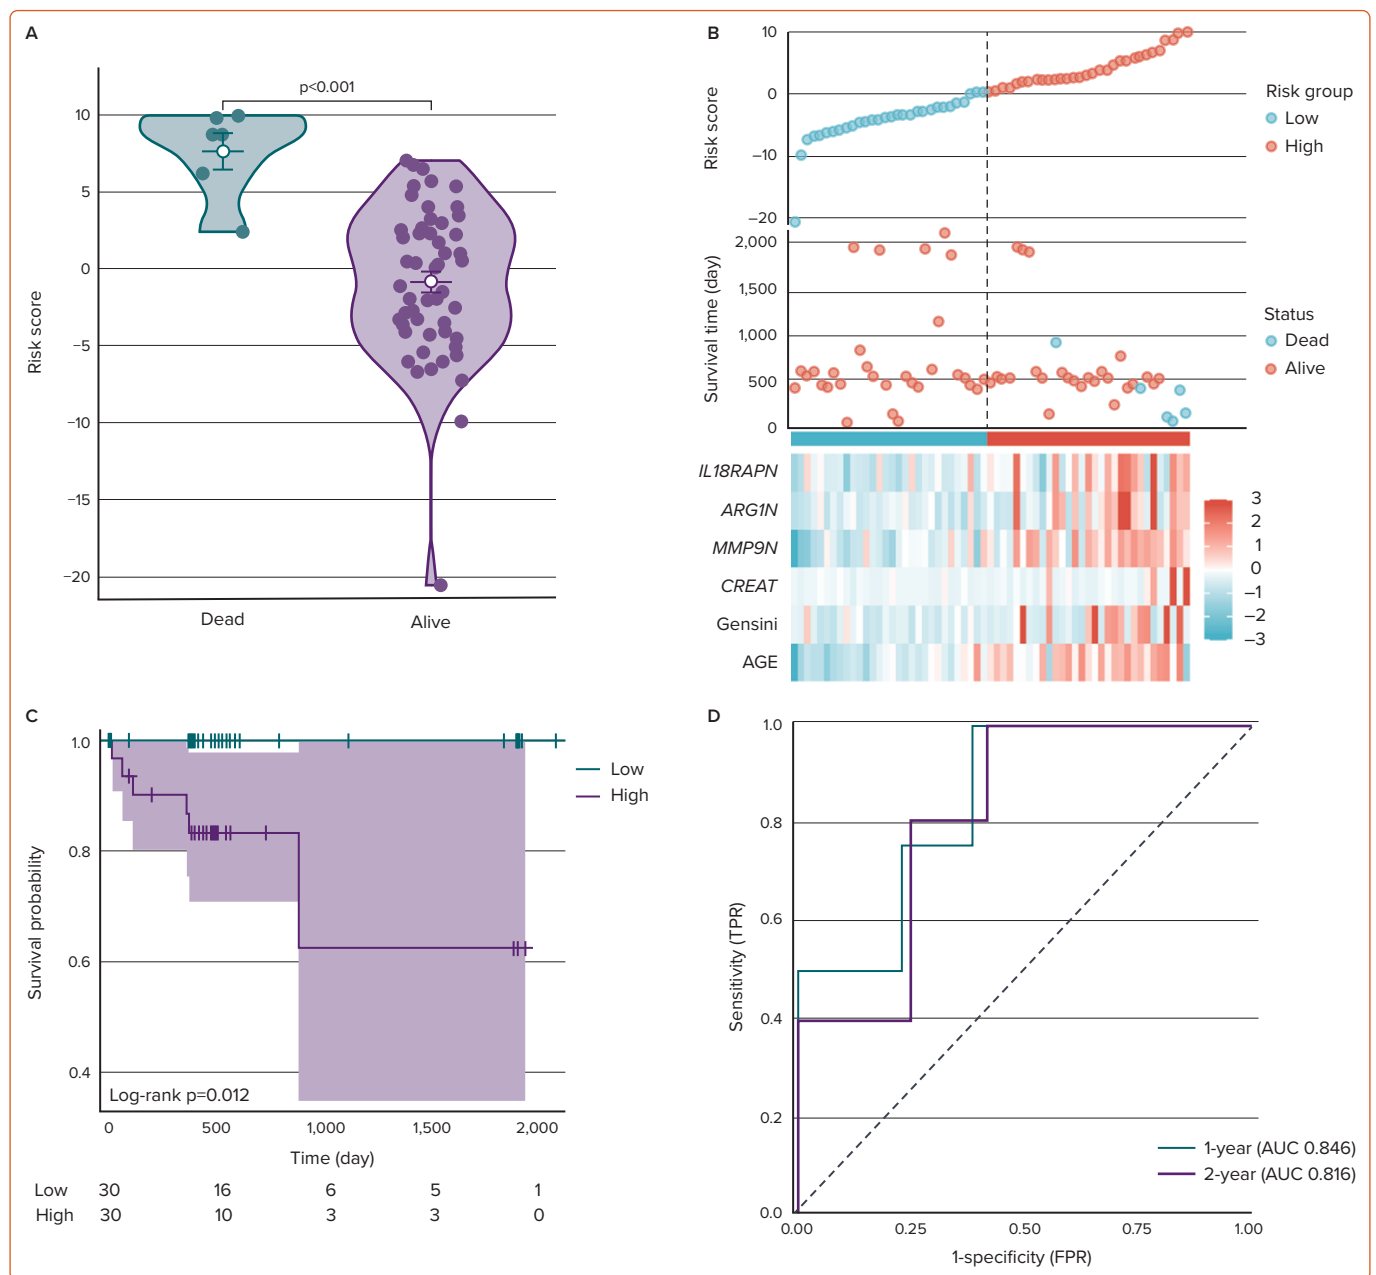 A
p<0.001
10
5
0
−5
−10
−15
−20
Risk score
Dead
Alive
B
10
0
−10
−20
Risk score
Risk group
Low
High
2,000
1,500
1,000
500
0
Survival time (day)
Status
Dead
Alive
IL18RAPN
ARG1N
MMP9N
CREAT
Gensini
AGE
3
2
1
0
−1
−2
−3
C
1.0
0.8
0.6
0.4
Survival probability
Low
High
Log-rank p=0.012
0 500 1,000 1,500 2,000
Time (day)
Low 30 16 6 5 1
High 30 10 3 3 0
D
1.0
0.8
0.6
0.4
0.2
0.0
Sensitivity (TPR)
1-year (AUC 0.846)
2-year (AUC 0.816)
0.00 0.25 0.50 0.75 1.00
1-specificity (FPR)